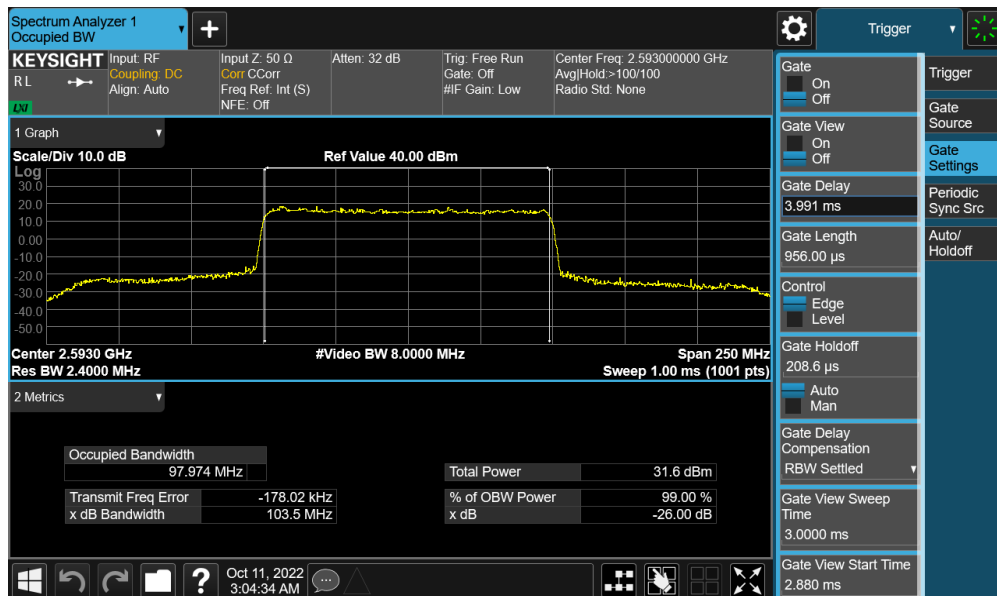 Spectrum Analyzer 1
Occupied BW
Trigger
KEYSIGHT
R L
LXI
Input: RF
Coupling: DC
Align: Auto
Input Z: 50 Ω
Corr CCorr
Freq Ref: Int (S)
NFE: Off
Atten: 32 dB
Trig: Free Run
Gate: Off
#IF Gain: Low
Center Freq: 2.593000000 GHz
Avg|Hold:>100/100
Radio Std: None
1 Graph
Scale/Div 10.0 dB
Ref Value 40.00 dBm
Log
30.0
20.0
10.0
0.00
-10.0
-20.0
-30.0
-40.0
-50.0
Center 2.5930 GHz
#Video BW 8.0000 MHz
Span 250 MHz
Res BW 2.4000 MHz
Sweep 1.00 ms (1001 pts)
2 Metrics
Occupied Bandwidth
97.974 MHz
Total Power 31.6 dBm
Transmit Freq Error -178.02 kHz
% of OBW Power 99.00 %
x dB Bandwidth 103.5 MHz
x dB -26.00 dB
?
Oct 11, 2022
3:04:34 AM
Gate
On
Off
Gate View
On
Off
Gate Delay
3.991 ms
Gate Length
956.00 µs
Control
Edge
Level
Gate Holdoff
208.6 µs
Auto
Man
Gate Delay
Compensation
RBW Settled
Gate View Sweep
Time
3.0000 ms
Gate View Start Time
2.880 ms
Trigger
Gate
Source
Gate
Settings
Periodic
Sync Src
Auto/
Holdoff